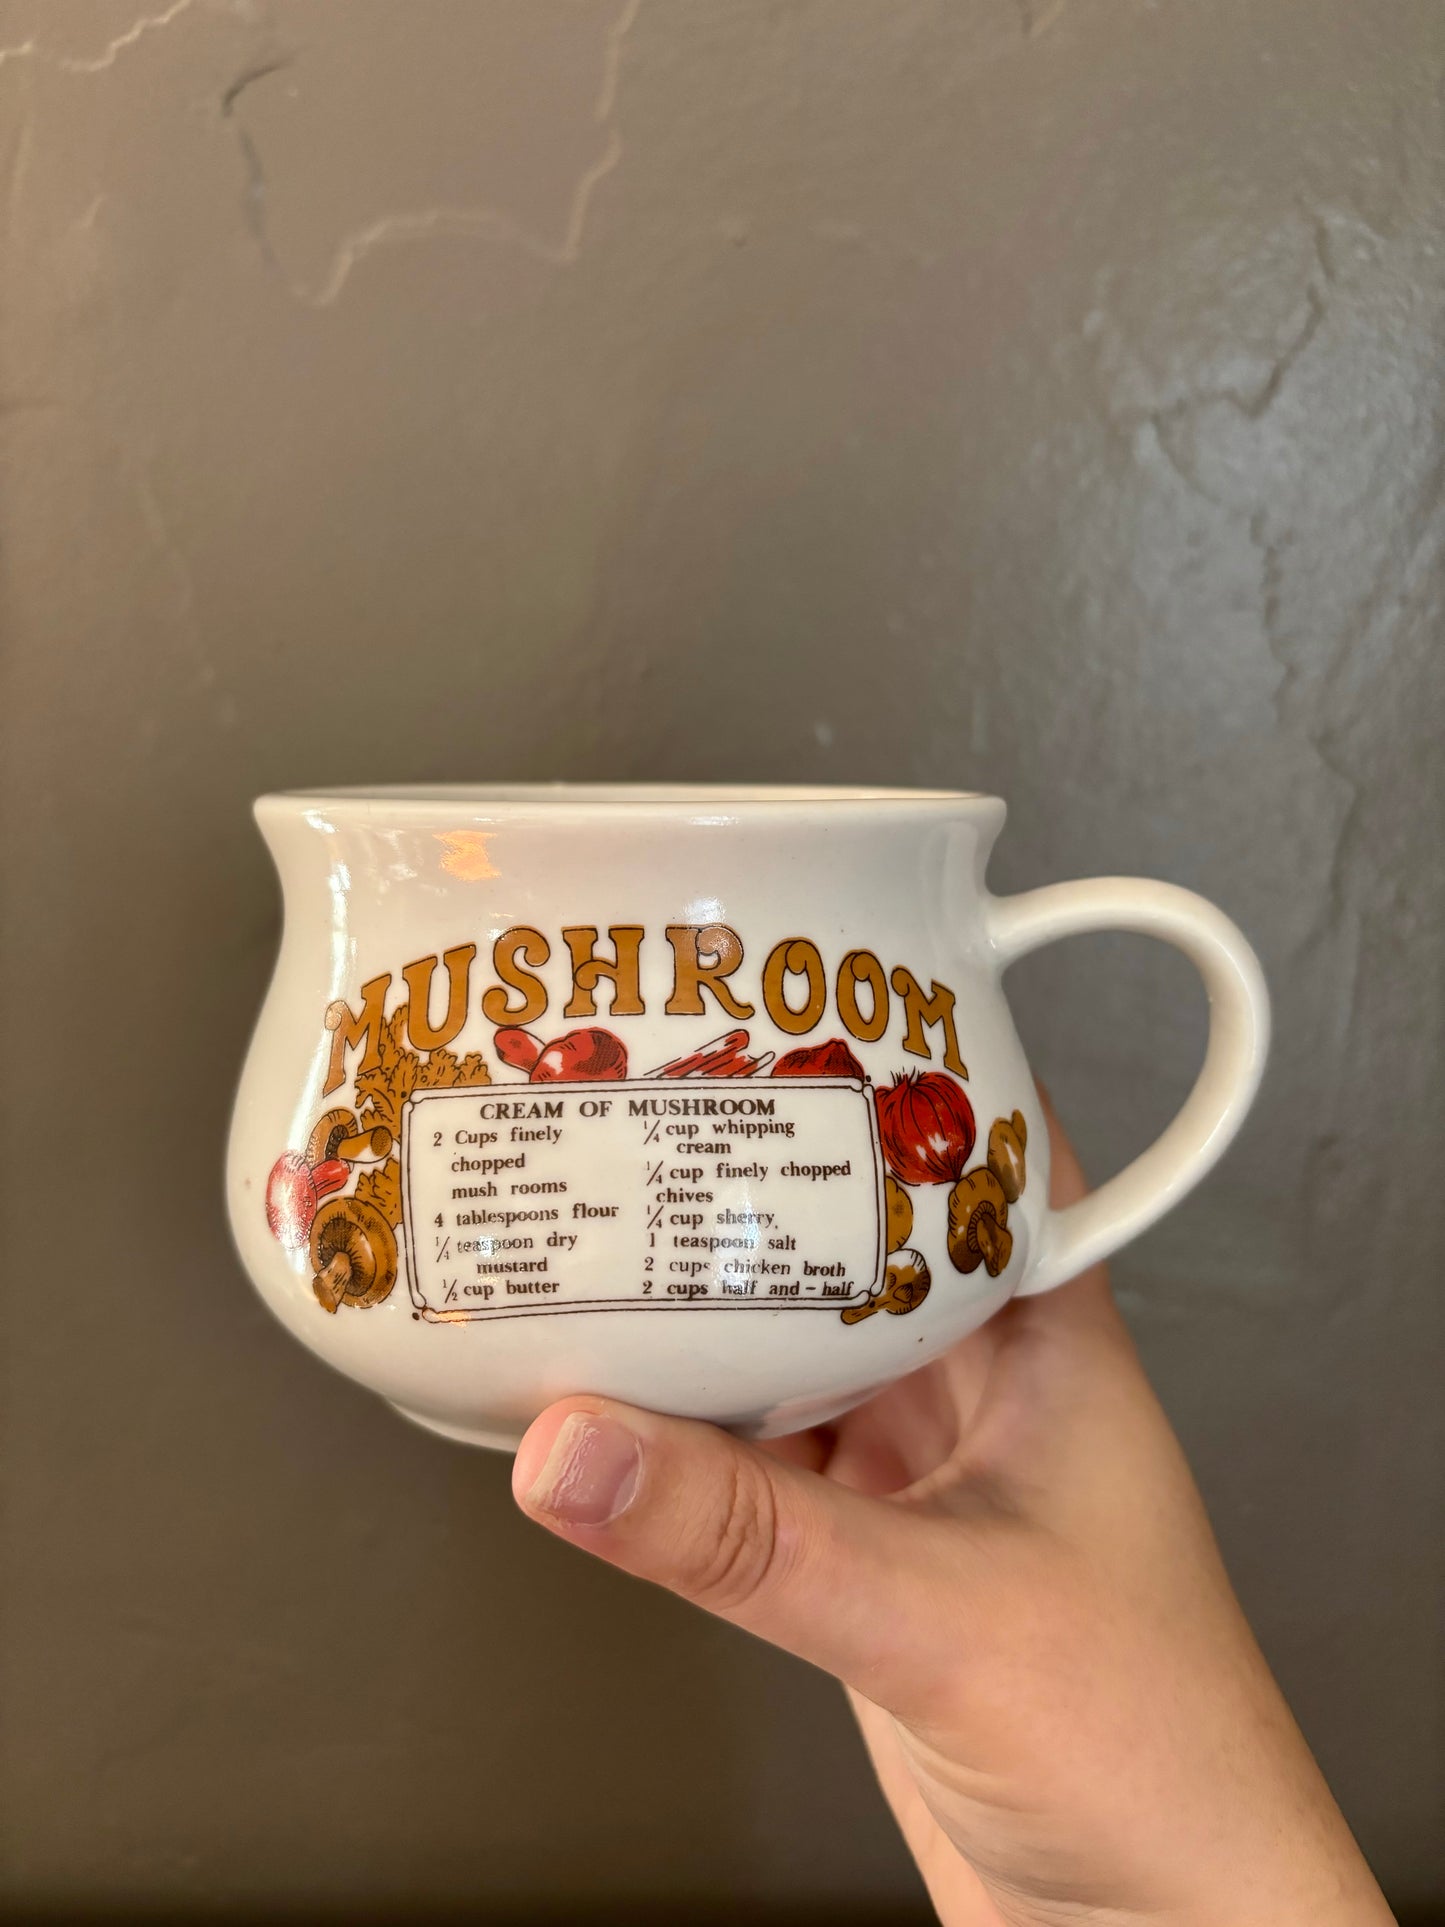 MUSHROOM
CREAM OF MUSHROOM
2 Cups finely
chopped
mush rooms
4 tablespoons flour
1/4 teaspoon dry
mustard
1/2 cup butter
1/4 cup whipping
cream
1/4 cup finely chopped
chives
1/4 cup sherry,
1 teaspoon salt
2 cups chicken broth
2 cups half and - half